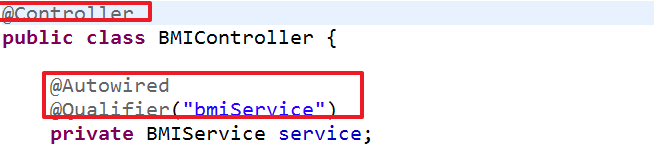 @Controller
public class BMIController {
@Autowired
@Qualifier("bmiService")
private BMIService service;